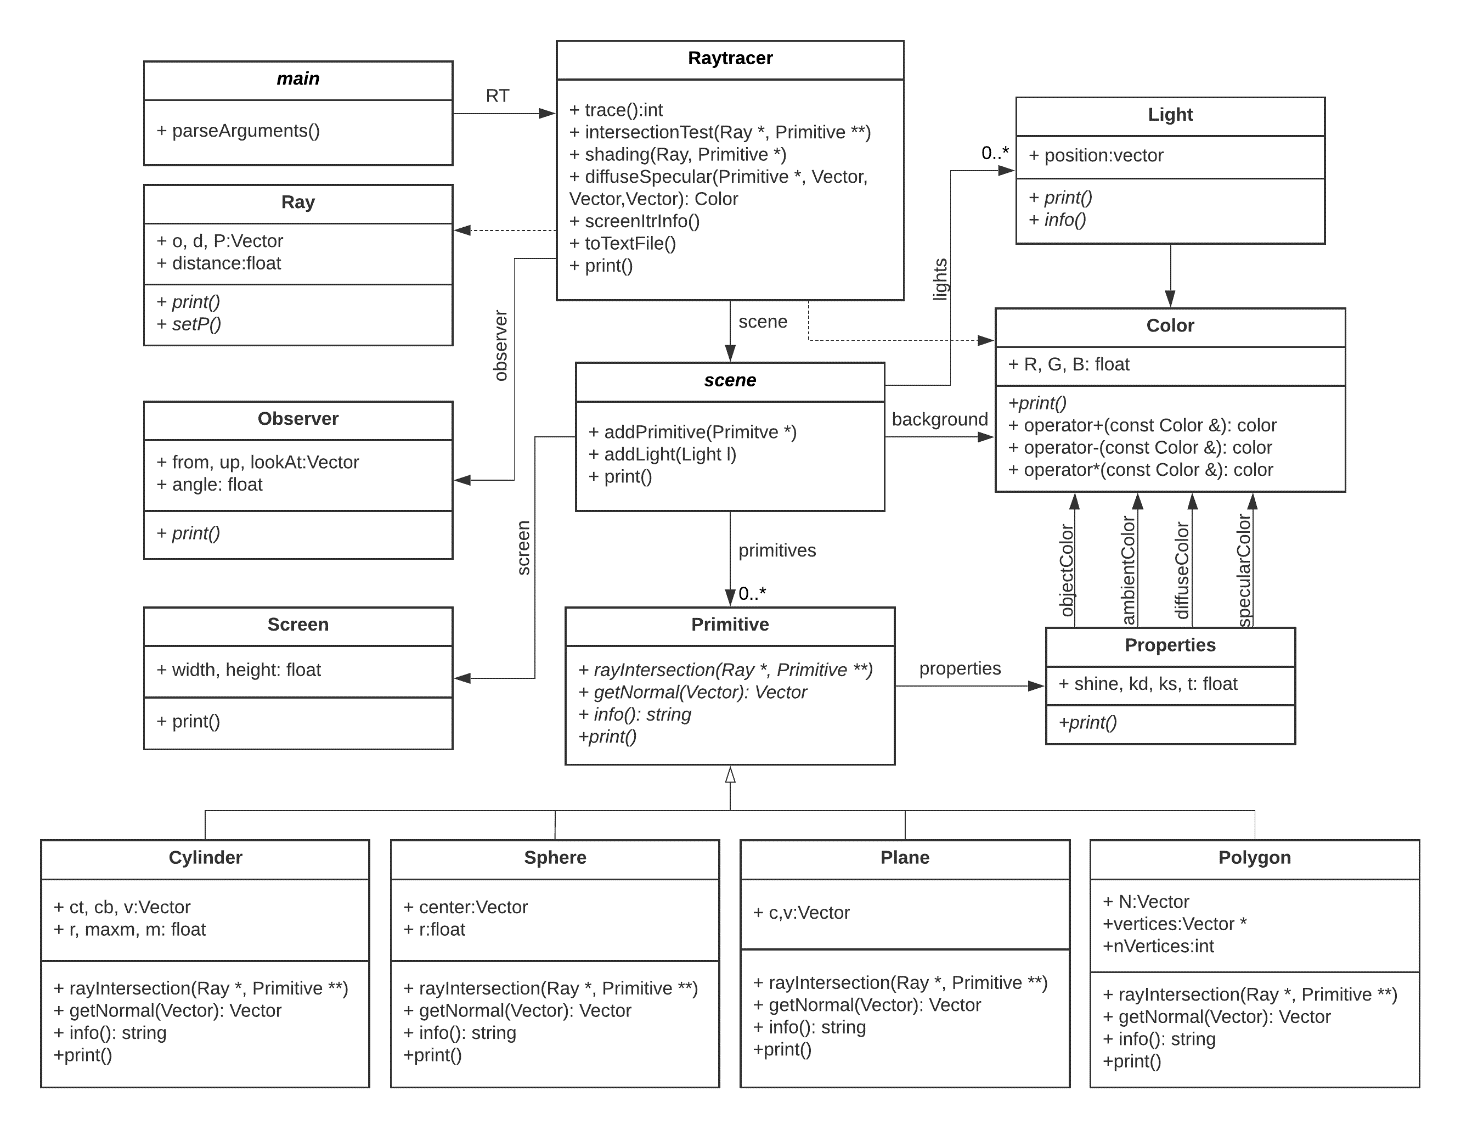 main
+ parseArguments()
RT
Raytracer
+ trace():int
+ intersectionTest(Ray *, Primitive **)
+ shading(Ray, Primitive *)
+ diffuseSpecular(Primitive *, Vector,
Vector,Vector): Color
+ screenItrInfo()
+ toTextFile()
+ print()
Light
+ position:vector
+ print()
+ info()
0..*
lights
Ray
+ o, d, P:Vector
+ distance:float
+ print()
+ setP()
observer
scene
Color
+ R, G, B: float
+print()
+ operator+(const Color &): color
+ operator-(const Color &): color
+ operator*(const Color &): color
scene
+ addPrimitive(Primitve *)
+ addLight(Light l)
+ print()
background
Observer
+ from, up, lookAt:Vector
+ angle: float
+ print()
screen
primitives
0..*
objectColor
ambientColor
diffuseColor
specularColor
Screen
+ width, height: float
+ print()
Primitive
+ rayIntersection(Ray *, Primitive **)
+ getNormal(Vector): Vector
+ info(): string
+print()
properties
Properties
+ shine, kd, ks, t: float
+print()
Cylinder
+ ct, cb, v:Vector
+ r, maxm, m: float
+ rayIntersection(Ray *, Primitive **)
+ getNormal(Vector): Vector
+ info(): string
+print()
Sphere
+ center:Vector
+ r:float
+ rayIntersection(Ray *, Primitive **)
+ getNormal(Vector): Vector
+ info(): string
+print()
Plane
+ c,v:Vector
+ rayIntersection(Ray *, Primitive **)
+ getNormal(Vector): Vector
+ info(): string
+print()
Polygon
+ N:Vector
+vertices:Vector *
+nVertices:int
+ rayIntersection(Ray *, Primitive **)
+ getNormal(Vector): Vector
+ info(): string
+print()